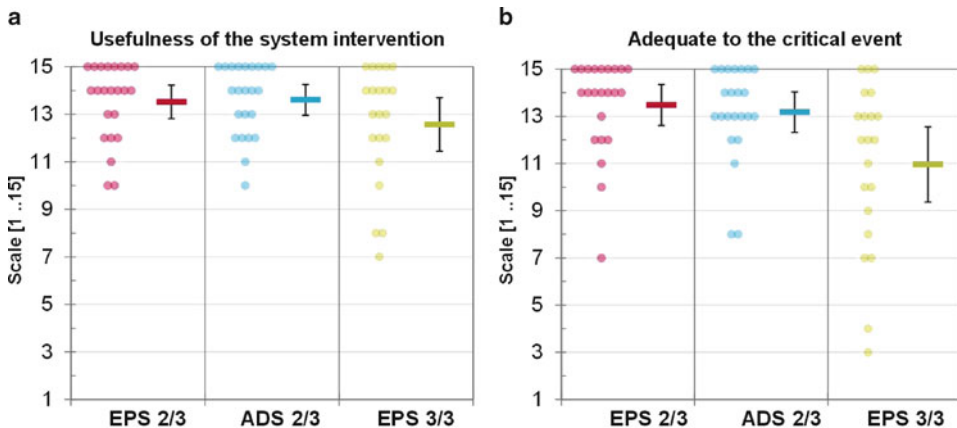 a
Usefulness of the system intervention
Scale [1 ..15]
15
13
11
9
7
5
3
1
EPS 2/3 ADS 2/3 EPS 3/3
b
Adequate to the critical event
Scale [1 ..15]
15
13
11
9
7
5
3
1
EPS 2/3 ADS 2/3 EPS 3/3